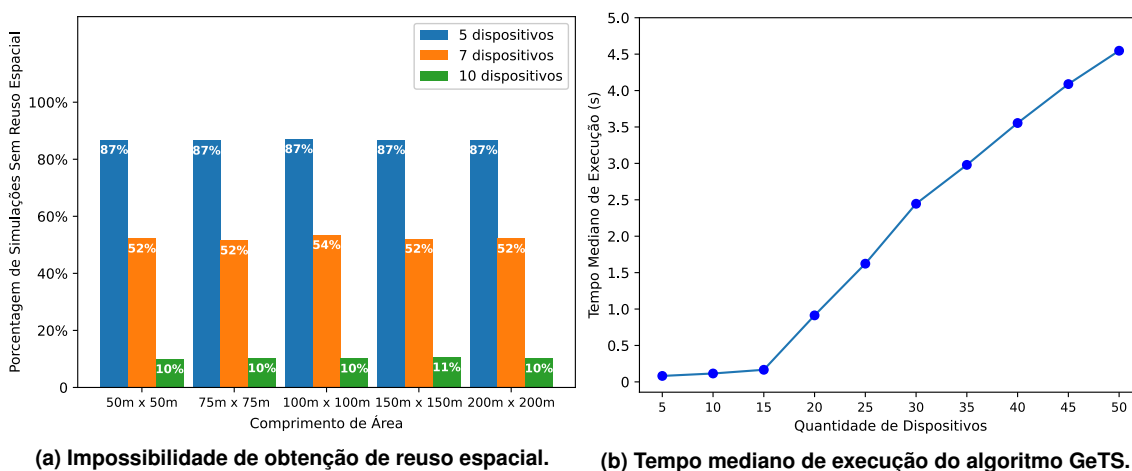 5 dispositivos
7 dispositivos
10 dispositivos
Porcentagem de Simulações Sem Reuso Espacial
100%
80%
60%
40%
20%
0
87%
52%
10%
87%
52%
10%
87%
54%
10%
87%
52%
11%
87%
52%
10%
50m x 50m
75m x 75m
100m x 100m
150m x 150m
200m x 200m
Comprimento de Área
(a) Impossibilidade de obtenção de reuso espacial.
Tempo Mediano de Execução (s)
5.0
4.5
4.0
3.5
3.0
2.5
2.0
1.5
1.0
0.5
0
5 10 15 20 25 30 35 40 45 50
Quantidade de Dispositivos
(b) Tempo mediano de execução do algoritmo GeTS.